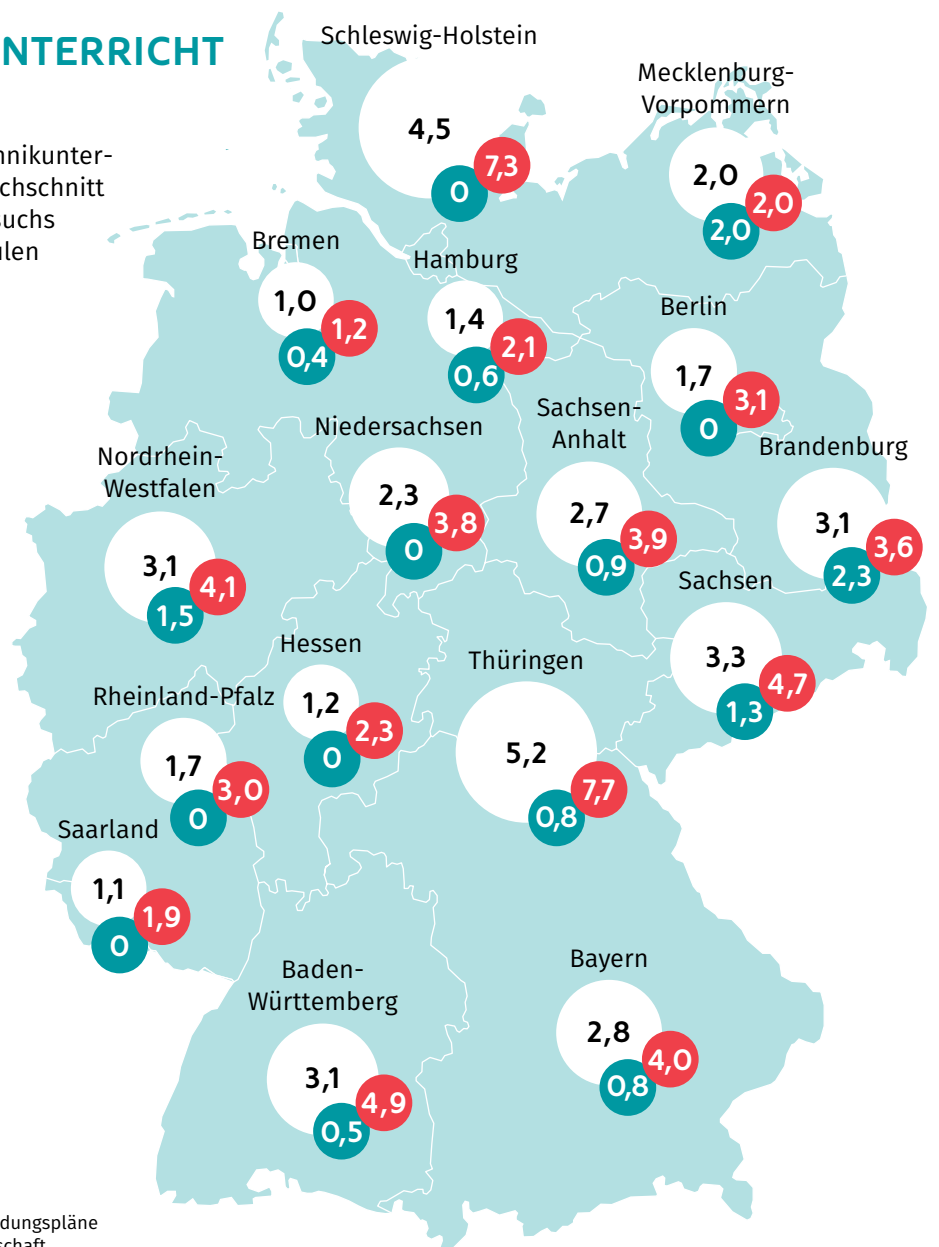 NTERRICHT
hnikunter-
chschnitt
suchs
ulen
Schleswig-Holstein
4,5
7,3
0
Mecklenburg-
Vorpommern
2,0
2,0
2,0
Bremen
1,0
1,2
0,4
Hamburg
1,4
2,1
0,6
Berlin
1,7
3,1
0
Niedersachsen
2,3
3,8
0
Sachsen-
Anhalt
2,7
3,9
0,9
Brandenburg
3,1
3,6
2,3
Nordrhein-
Westfalen
3,1
4,1
1,5
Sachsen
3,3
4,7
1,3
Hessen
1,2
2,3
0
Thüringen
5,2
7,7
0,8
Rheinland-Pfalz
1,7
3,0
0
Saarland
1,1
1,9
0
Baden-
Württemberg
3,1
4,9
0,5
Bayern
2,8
4,0
0,8
dungspläne
schaft